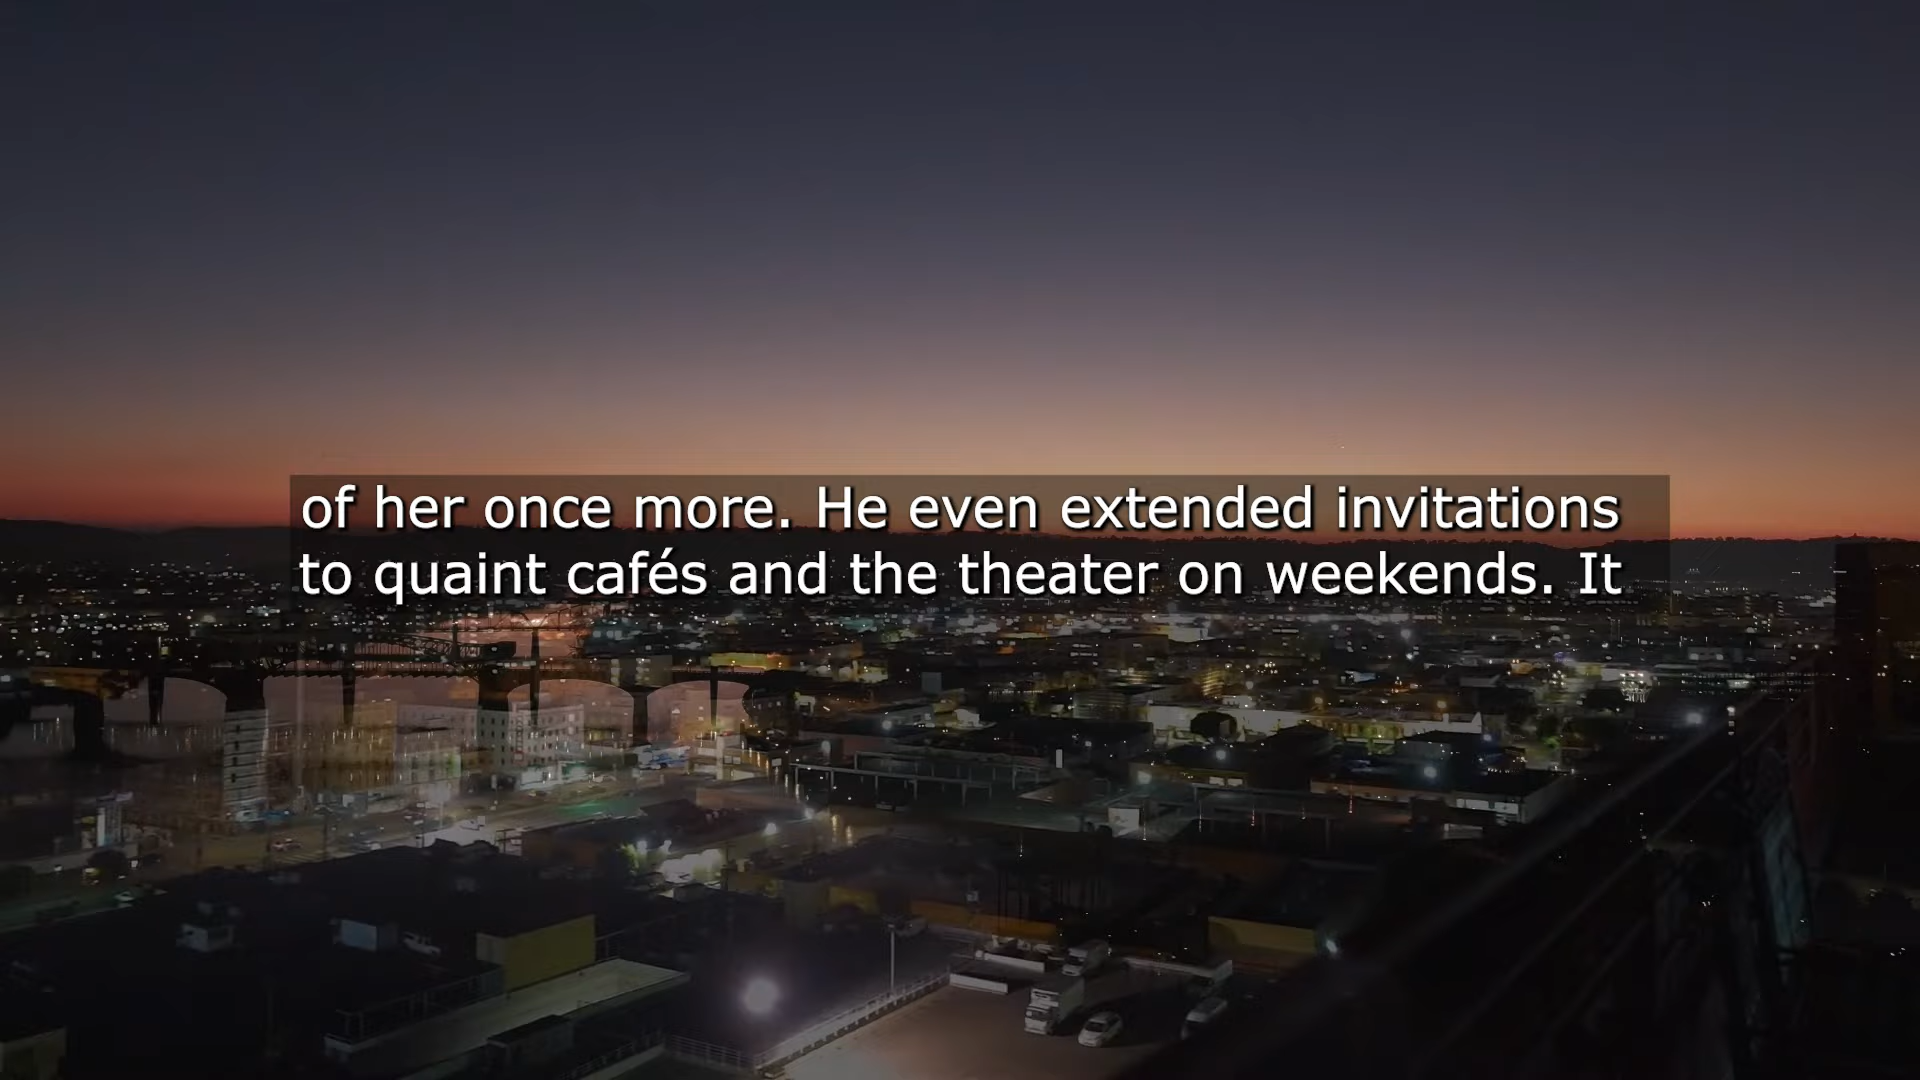 of her once more. He even extended invitations
to quaint cafés and the theater on weekends. It